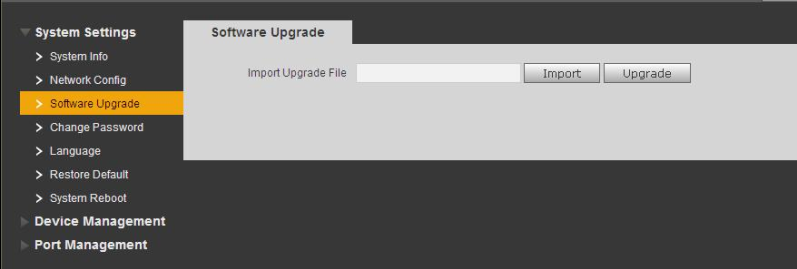 System Settings
System Info
Network Config
Software Upgrade
Change Password
Language
Restore Default
System Reboot
Device Management
Port Management
Software Upgrade
Import Upgrade File Import Upgrade